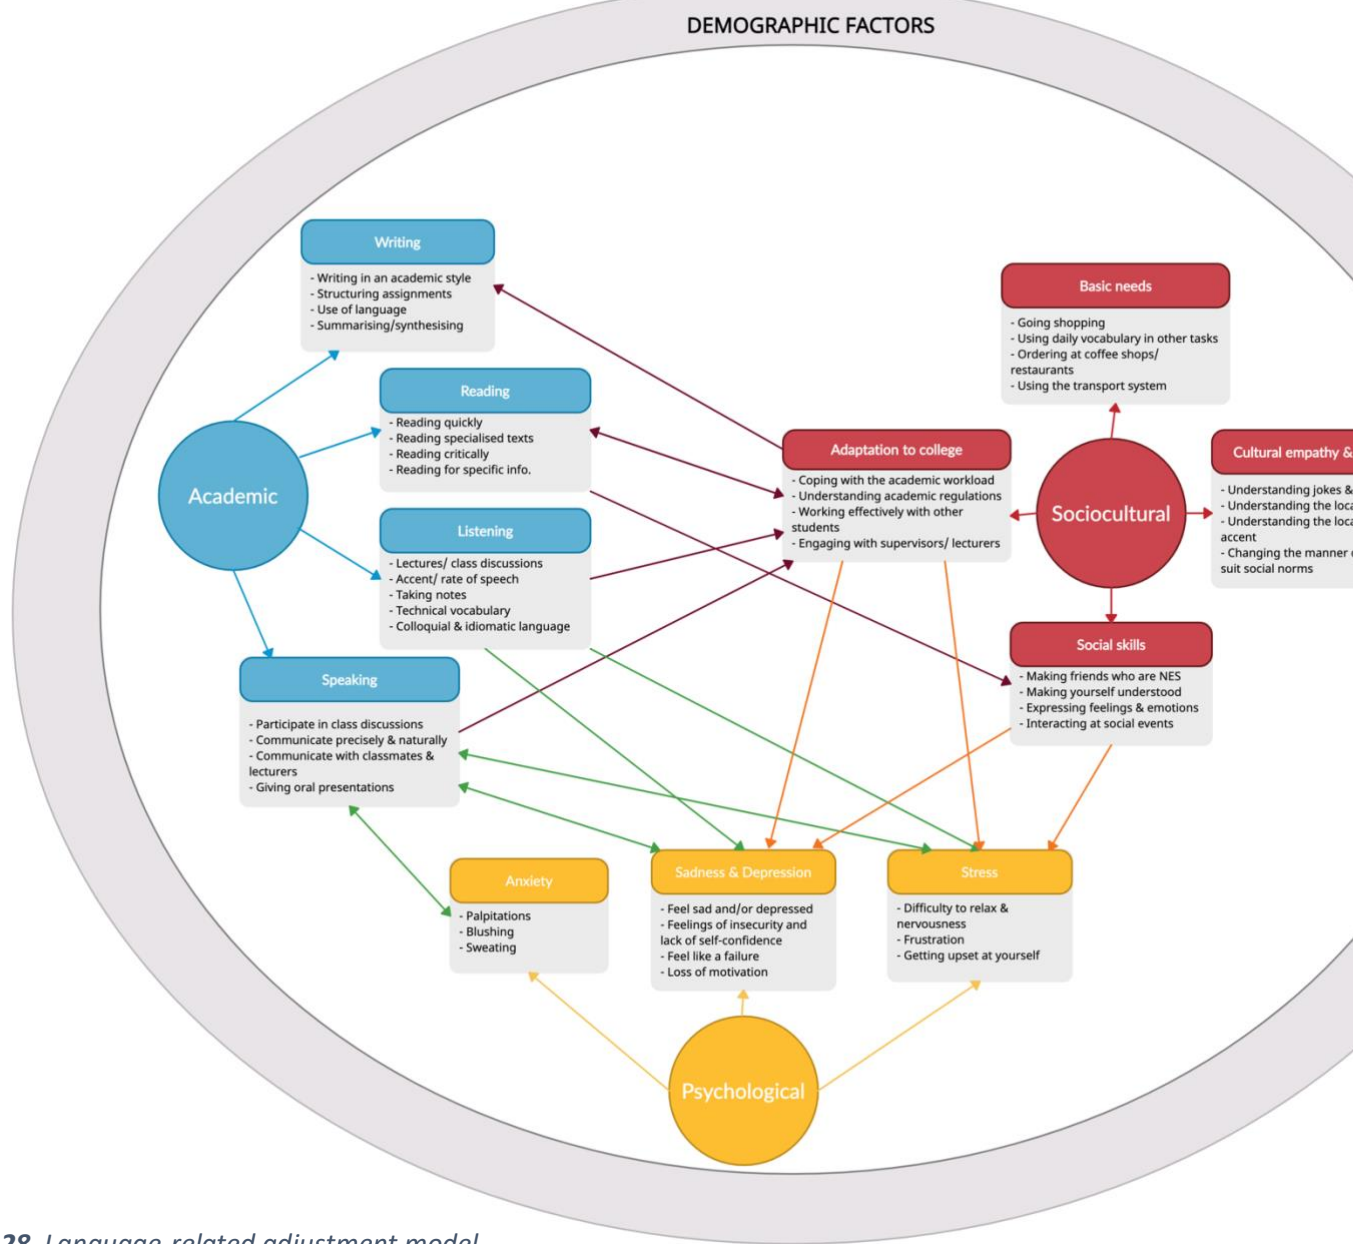 DEMOGRAPHIC FACTORS
Writing
- Writing in an academic style
- Structuring assignments
- Use of language
- Summarising/synthesising
Reading
- Reading quickly
- Reading specialised texts
- Reading critically
- Reading for specific info.
Academic
Listening
- Lectures/ class discussions
- Accent/ rate of speech
- Taking notes
- Technical vocabulary
- Colloquial & idiomatic language
Speaking
- Participate in class discussions
- Communicate precisely & naturally
- Communicate with classmates &
lecturers
- Giving oral presentations
Basic needs
- Going shopping
- Using daily vocabulary in other tasks
- Ordering at coffee shops/
restaurants
- Using the transport system
Adaptation to college
- Coping with the academic workload
- Understanding academic regulations
- Working effectively with other
students
- Engaging with supervisors/ lecturers
Sociocultural
Cultural empathy &
- Understanding jokes &
- Understanding the
- Understanding the
accent
- Changing the manner
suit social norms
Social skills
- Making friends who are NES
- Making yourself understood
- Expressing feelings & emotions
- Interacting at social events
Anxiety
- Palpitations
- Blushing
- Sweating
Sadness & Depression
- Feel sad and/or depressed
- Feelings of insecurity and
lack of self-confidence
- Feel like a failure
- Loss of motivation
Stress
- Difficulty to relax &
nervousness
- Frustration
- Getting upset at yourself
Psychological
28. Language-related adjustment model